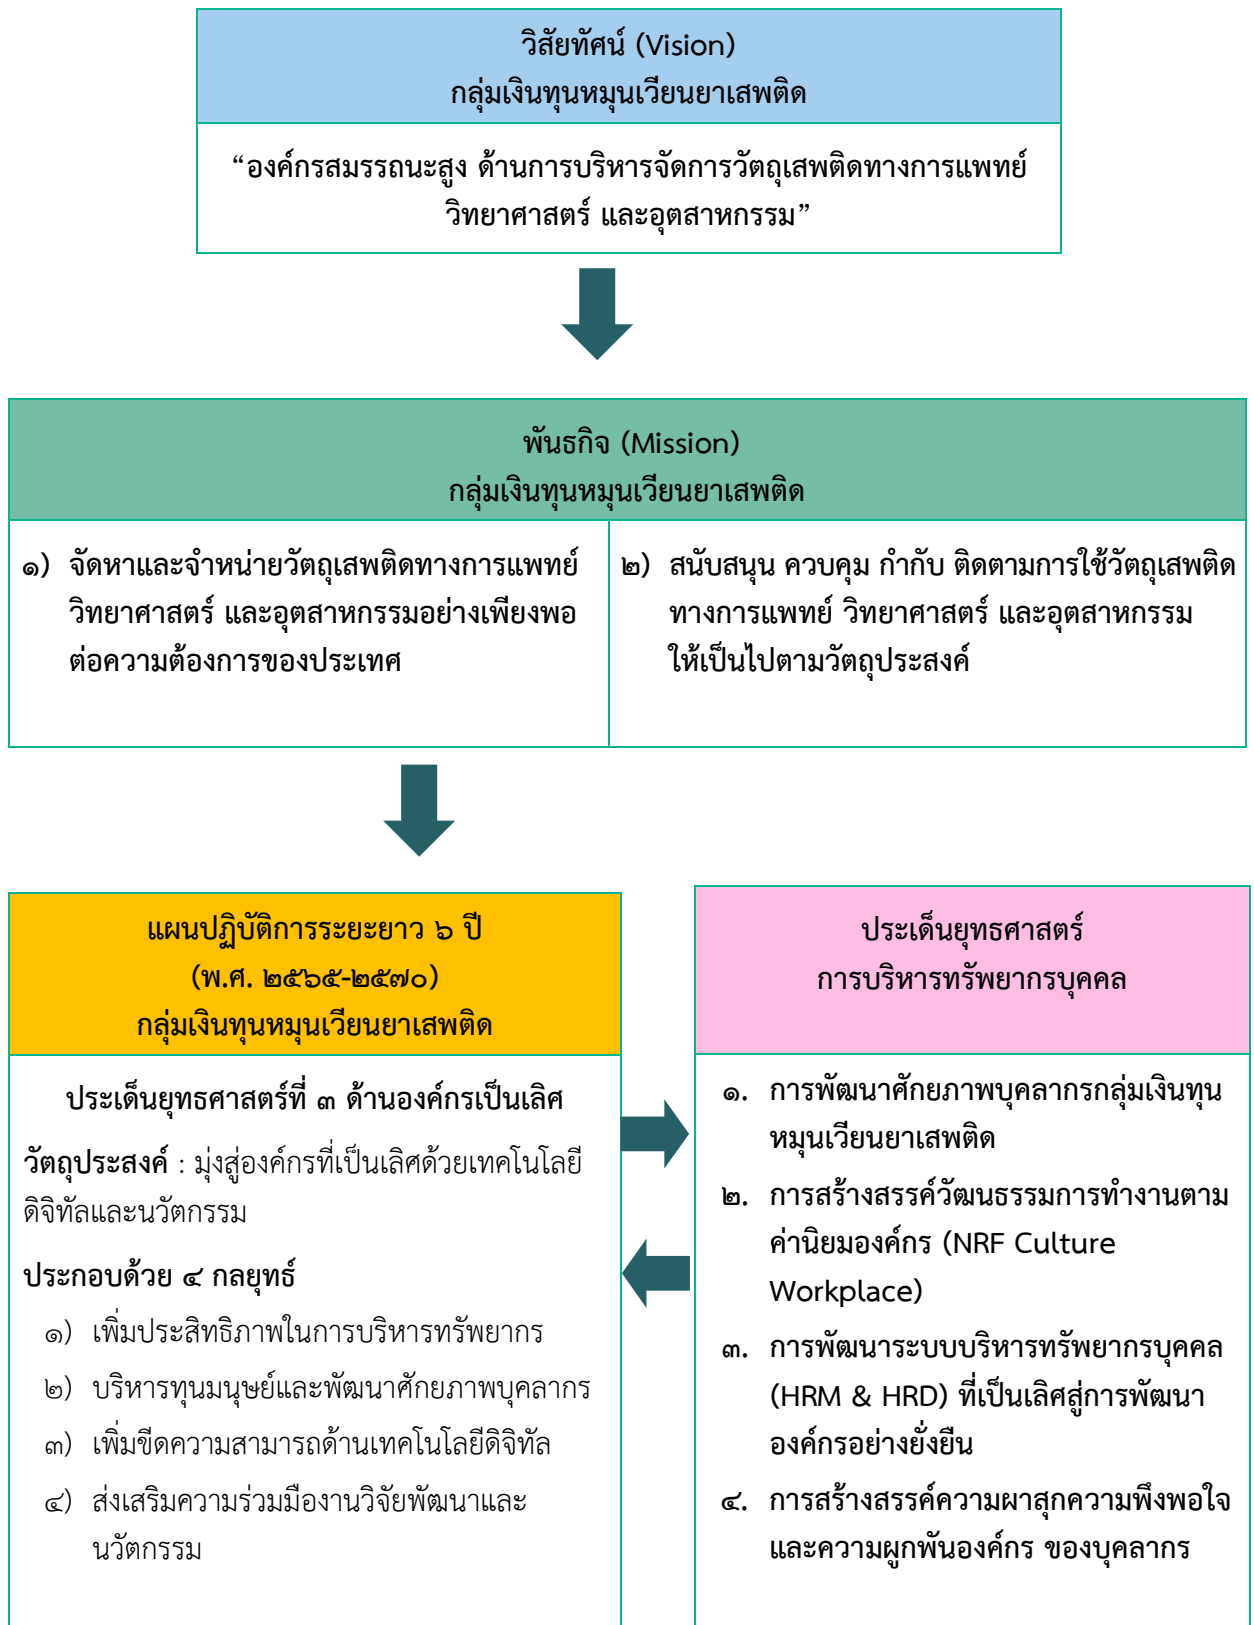 วิสัยทัศน์ (Vision)
กลุ่มเงินทุนหมุนเวียนยาเสพติด
“องค์กรสมรรถนะสูง ด้านการบริหารจัดการวัตถุเสพติดทางการแพทย์
วิทยาศาสตร์ และอุตสาหกรรม”
พันธกิจ (Mission)
กลุ่มเงินทุนหมุนเวียนยาเสพติด
๑) จัดหาและจำหน่ายวัตถุเสพติดทางการแพทย์
วิทยาศาสตร์ และอุตสาหกรรมอย่างเพียงพอ
ต่อความต้องการของประเทศ
๒) สนับสนุน ควบคุม กำกับ ติดตามการใช้วัตถุเสพติด
ทางการแพทย์ วิทยาศาสตร์ และอุตสาหกรรม
ให้เป็นไปตามวัตถุประสงค์
แผนปฏิบัติการระยะยาว ๖ ปี
(พ.ศ. ๒๕๖๕-๒๕๗๐)
กลุ่มเงินทุนหมุนเวียนยาเสพติด
ประเด็นยุทธศาสตร์ที่ ๓ ด้านองค์กรเป็นเลิศ
วัตถุประสงค์ : มุ่งสู่องค์กรที่เป็นเลิศด้วยเทคโนโลยี
ดิจิทัลและนวัตกรรม
ประกอบด้วย ๔ กลยุทธ์
๑) เพิ่มประสิทธิภาพในการบริหารทรัพยากร
๒) บริหารทุนมนุษย์และพัฒนาศักยภาพบุคลากร
๓) เพิ่มขีดความสามารถด้านเทคโนโลยีดิจิทัล
๔) ส่งเสริมความร่วมมืองานวิจัยพัฒนาและ
นวัตกรรม
ประเด็นยุทธศาสตร์
การบริหารทรัพยากรบุคคล
๑. การพัฒนาศักยภาพบุคลากรกลุ่มเงินทุน
หมุนเวียนยาเสพติด
๒. การสร้างสรรค์วัฒนธรรมการทำงานตาม
ค่านิยมองค์กร (NRF Culture
Workplace)
๓. การพัฒนาระบบบริหารทรัพยากรบุคคล
(HRM & HRD) ที่เป็นเลิศสู่การพัฒนา
องค์กรอย่างยั่งยืน
๔. การสร้างสรรค์ความผาสุกความพึงพอใจ
และความผูกพันองค์กร ของบุคลากร